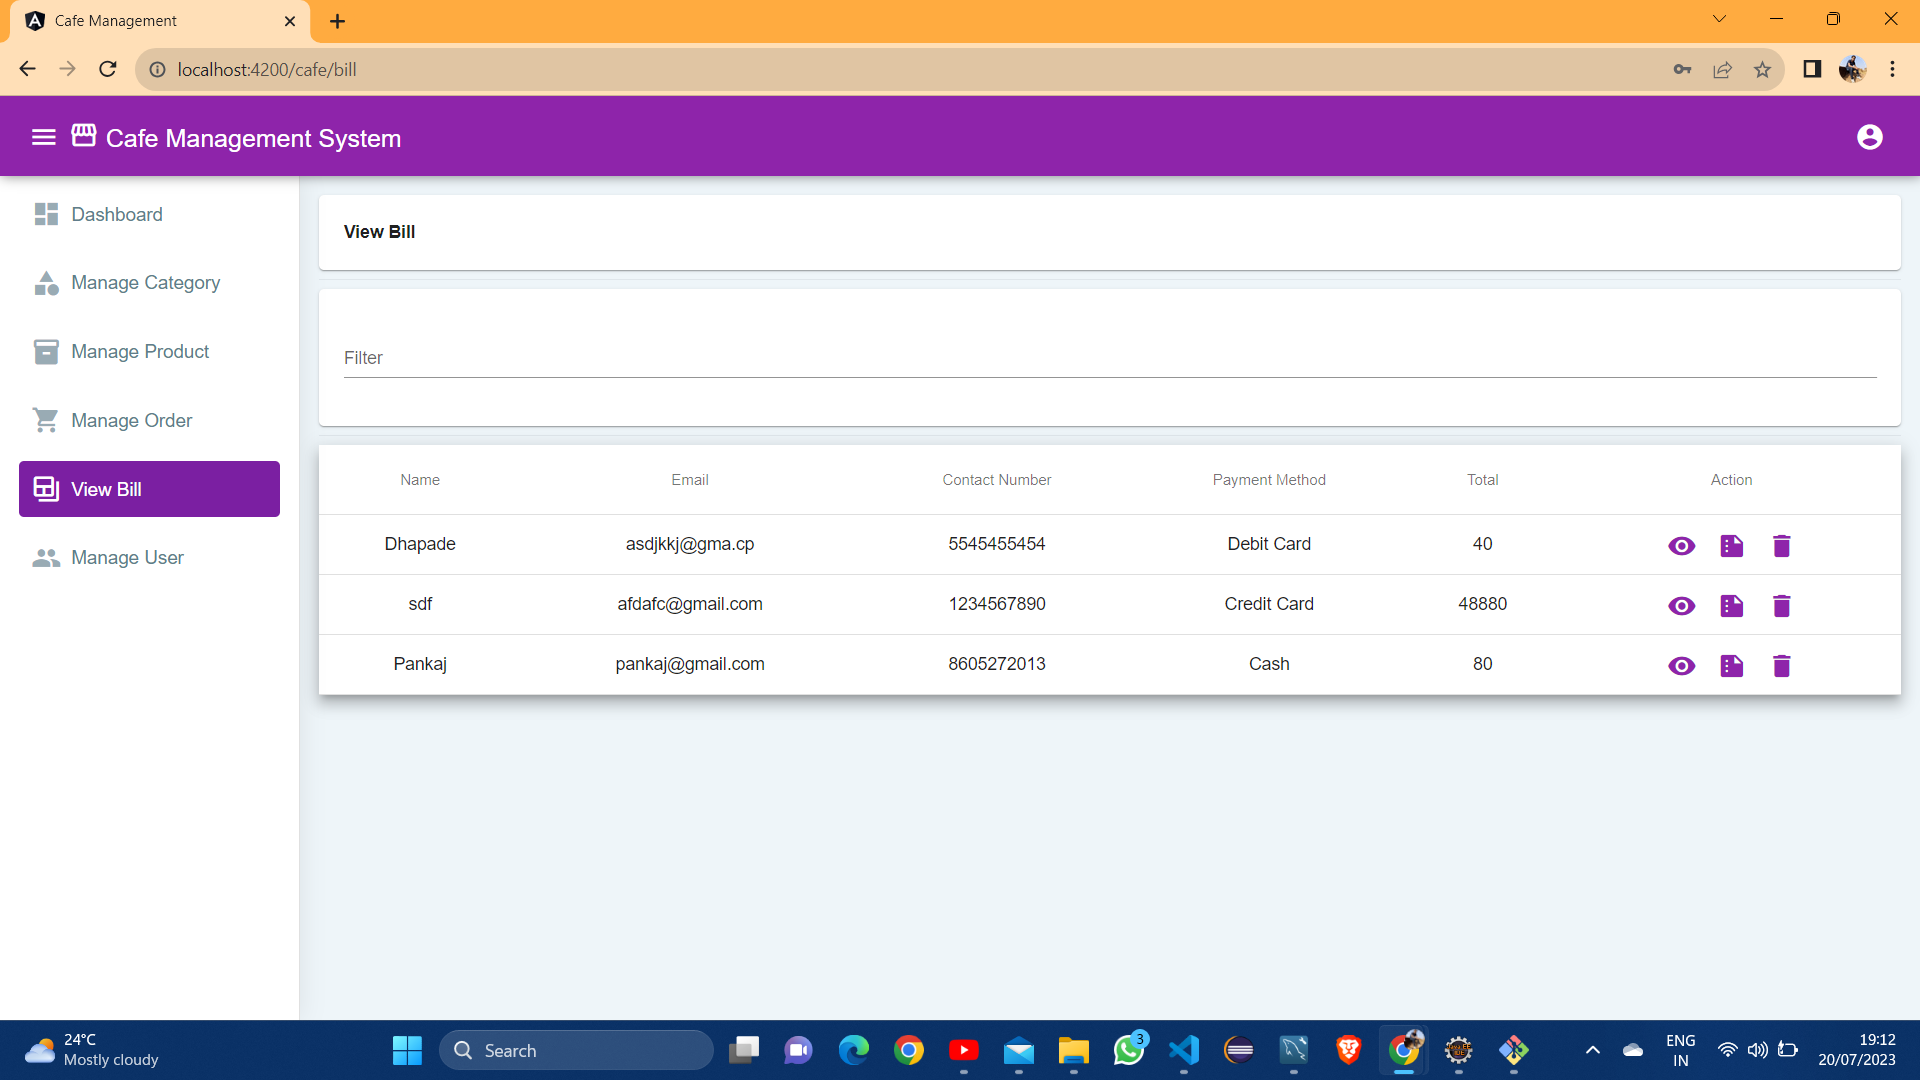 Cafe Management
localhost:4200/cafe/bill
Cafe Management System
Dashboard
Manage Category
Manage Product
Manage Order
View Bill
Manage User
View Bill
Filter
Name Email Contact Number Payment Method Total Action
Dhapade asdjkkj@gma.cp 5545455454 Debit Card 40
sdf afdafc@gmail.com 1234567890 Credit Card 48880
Pankaj pankaj@gmail.com 8605272013 Cash 80
24°C
Mostly cloudy
Search
3
ENG
IN
19:12
20/07/2023